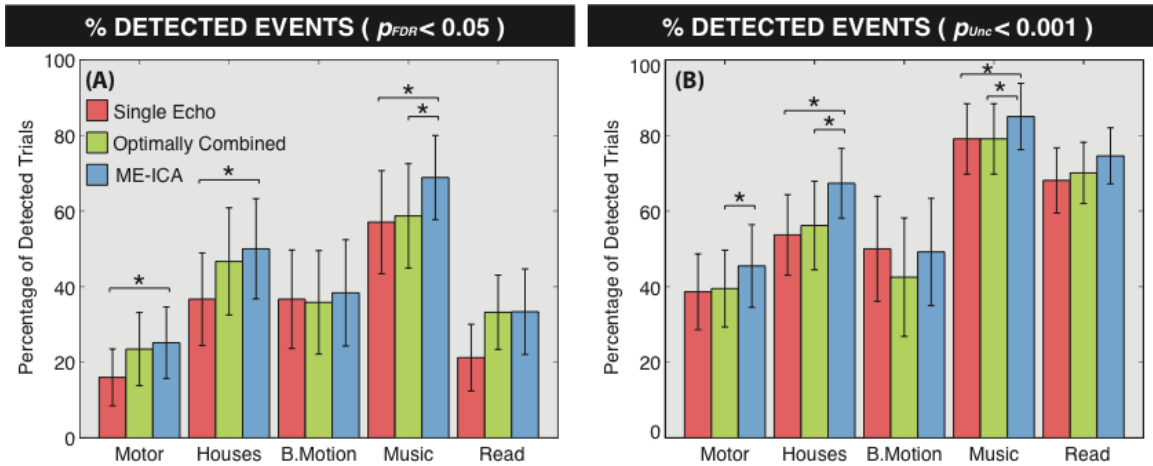 % DETECTED EVENTS ( pFDR < 0.05 )
% DETECTED EVENTS ( pUnc < 0.001 )
(A)
Single Echo
Optimally Combined
ME-ICA
*
*
*
*
Percentage of Detected Trials
100
80
60
40
20
0
Motor Houses B.Motion Music Read
(B)
*
*
*
*
*
Percentage of Detected Trials
100
80
60
40
20
0
Motor Houses B.Motion Music Read